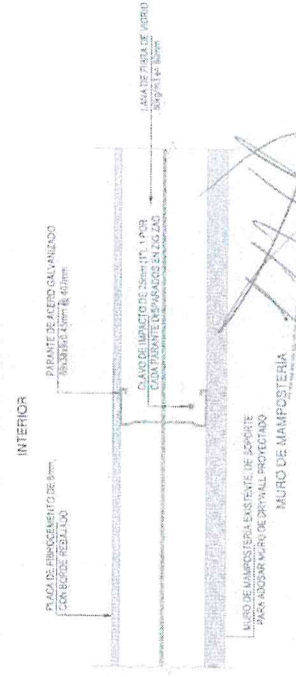 INTERIOR
PLACA DE FIBROCEMENTO DE 8mm
CON BORDE REBAJADO
PARANTE DE ACERO GALVANIZADO
CLAVO DE IMPACTO DE 25mm (1"), 1 POR
CADA PARANTE DISPARADOS EN ZIG ZAG
LANA DE FIBRA DE VIDRIO
MURO DE MAMPOSTERIA EXISTENTE DE SOPORTE
PARA ADOSAR MURO DE DRYWALL PROYECTADO
MURO DE MAMPOSTERIA